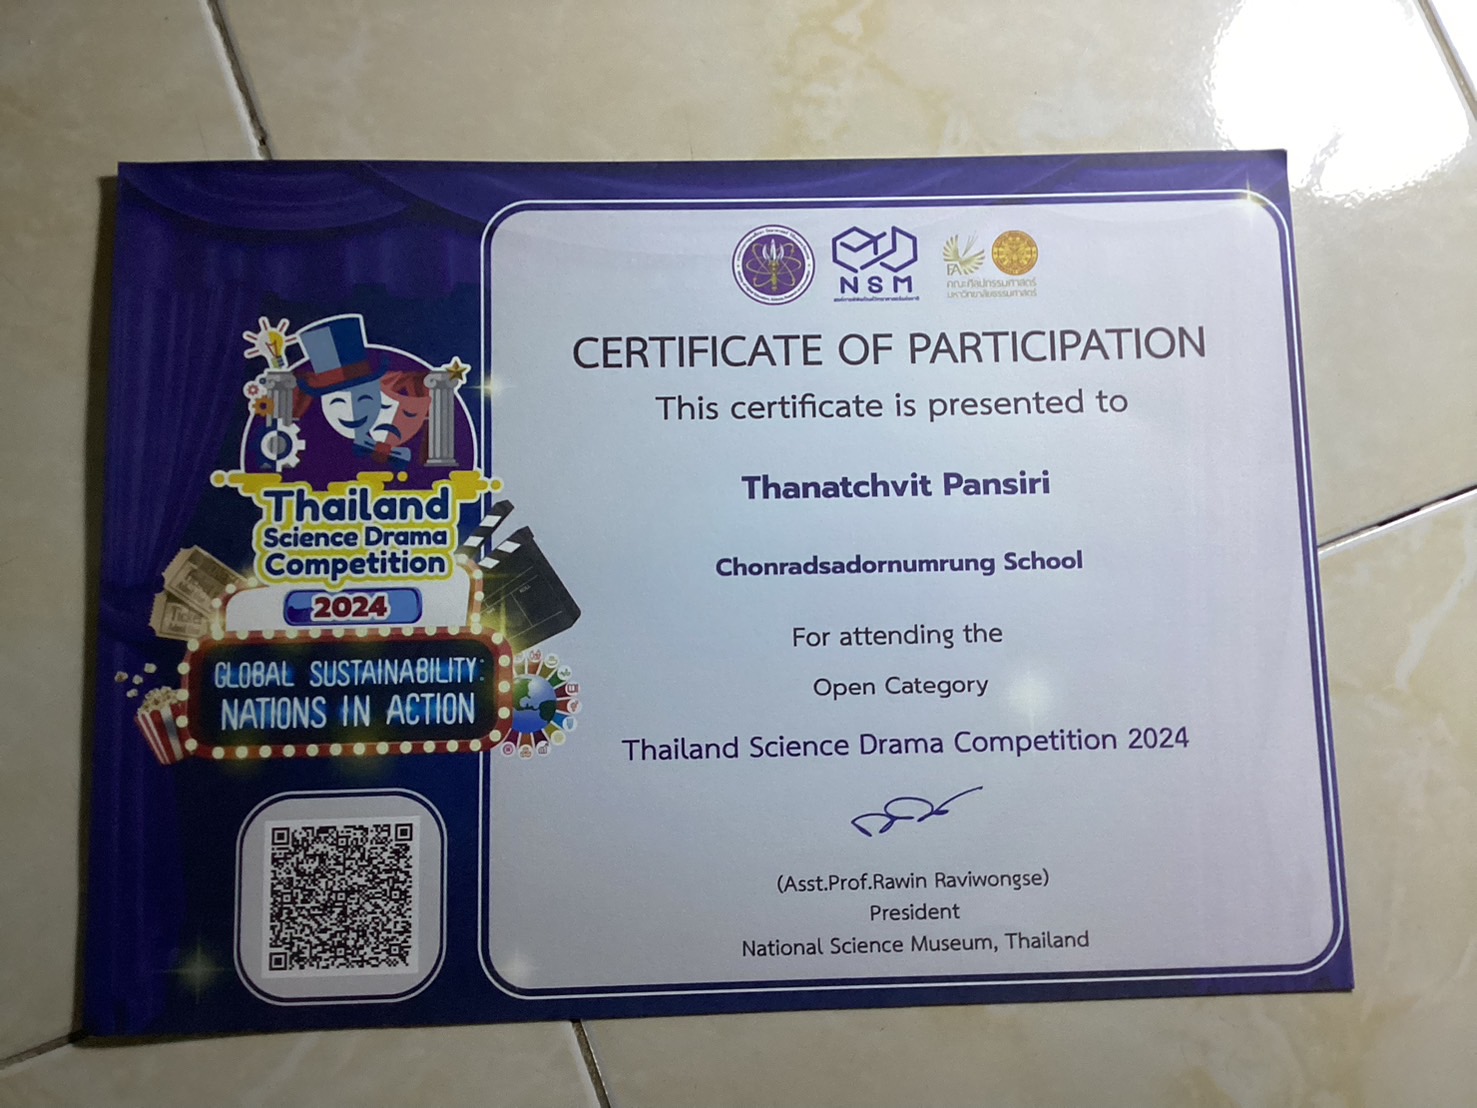 NSM
FA
คณะศิลปกรรมศาสตร์
มหาวิทยาลัยธรรมศาสตร์
CERTIFICATE OF PARTICIPATION
This certificate is presented to
Thanatchvit Pansiri
Chonradsadornumrung School
For attending the
Open Category
Thailand Science Drama Competition 2024
(Asst.Prof.Rawin Raviwongse)
President
National Science Museum, Thailand
Thailand
Science Drama
Competition
2024
Ticket
GLOBAL SUSTAINABILITY:
NATIONS IN ACTION